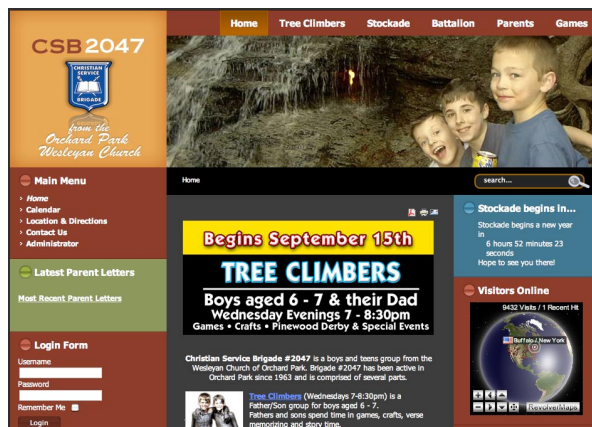 Home Tree Climbers Stockade Battalion Parents Games
CSB2047
CHRISTIAN
SERVICE
BRIGADE
from the
Orchard Park
Wesleyan Church
Main Menu
Home
Calendar
Location & Directions
Contact Us
Administrator
Latest Parent Letters
Most Recent Parent Letters
Login Form
Username
Password
Remember Me
Login
Home
search...
Begins September 15th
TREE CLIMBERS
Boys aged 6 - 7 & their Dad
Wednesday Evenings 7 - 8:30pm
Games • Crafts • Pinewood Derby & Special Events
Christian Service Brigade #2047 is a boys and teens group from the
Wesleyan Church of Orchard Park. Brigade #2047 has been active in
Orchard Park since 1963 and is comprised of several parts.
Tree Climbers (Wednesdays 7-8:30pm) is a
Father/Son group for boys aged 6 - 7.
Fathers and sons spend time in games, crafts, verse
memorizing and story time.
Stockade begins in...
Stockade begins a new year
in
6 hours 52 minutes 23
seconds
Hope to see you there!
Visitors Online
9432 Visits / 1 Recent Hit
Buffalo / New York
RevolverMaps